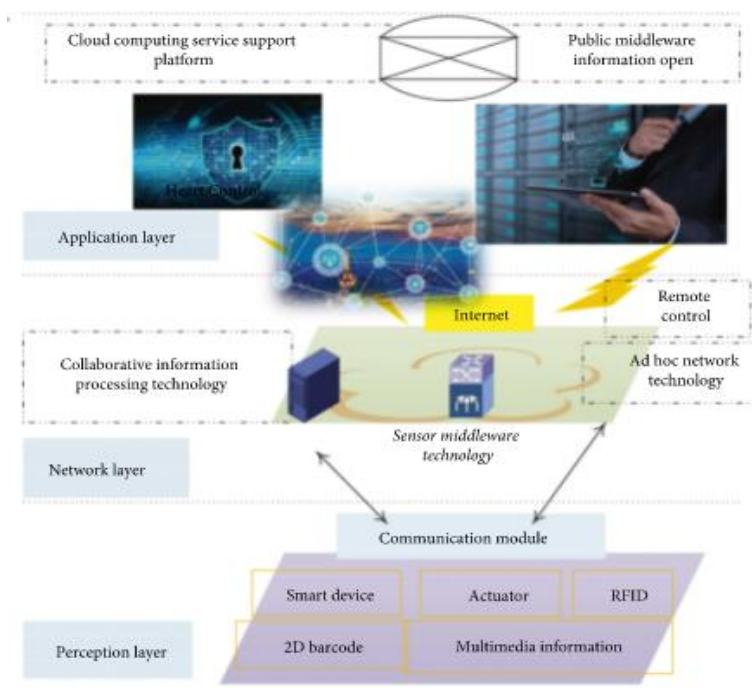 Cloud computing service support
platform
Public middleware
information open
Heart Control
Application layer
Internet
Remote
control
Collaborative information
processing technology
Ad hoc network
technology
Sensor middleware
technology
Network layer
Communication module
Smart device
Actuator
RFID
2D barcode
Multimedia information
Perception layer